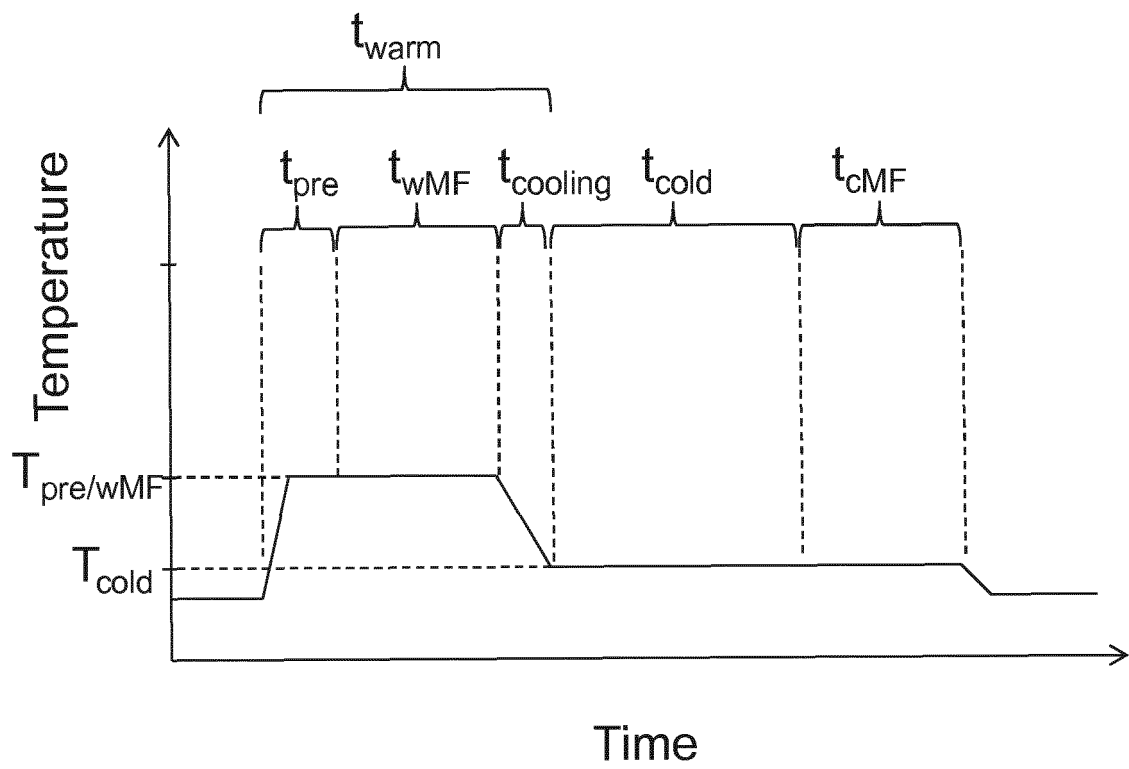 t_warm
t_pre t_wMF t_cooling t_cold t_cMF
Temperature
T_pre/wMF
T_cold
Time